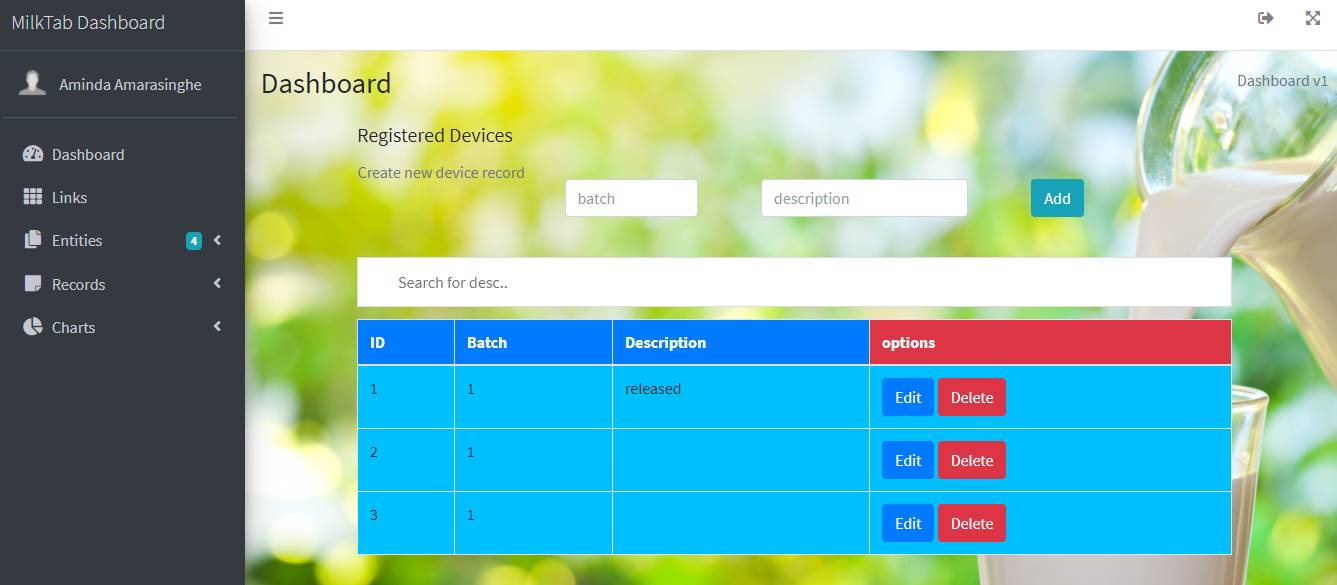 MilkTab Dashboard
Aminda Amarasinghe
Dashboard
Links
Entities 4
Records
Charts
Dashboard
Dashboard v1
Registered Devices
Create new device record
batch description Add
Search for desc..
ID Batch Description options
1 1 released Edit Delete
2 1 Edit Delete
3 1 Edit Delete